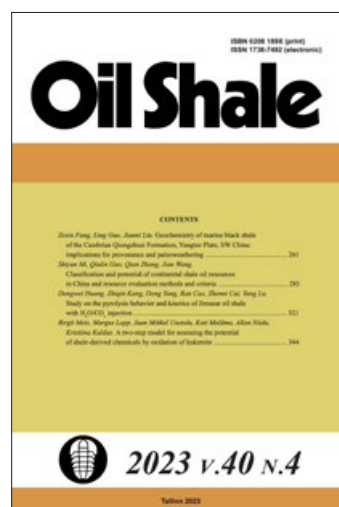 ISBN 0208 189X (print)
ISSN 1736-7492 (electronic)
Oil Shale
CONTENTS
Zexin Fang, Ling Guo, Jianni Liu. Geochemistry of marine black shale
of the Cambrian Qiongzhusi Formation, Yangtze Plate, SW China:
implications for provenance and paleoweathering
Shiyun Mi, Qiulin Guo, Qian Zhang, Jian Wang.
Classification and potential of continental shale oil resources
in China and resource evaluation methods and criteria
Dongwei Huang, Zhiqin Kang, Dong Yang, Ran Cao, Zhenni Cui, Yang Lu.
Study on the pyrolysis behavior and kinetics of Jimusar oil shale
with H₂O/CO₂ injection 321
Birgit Mets, Margus Lopp, Jaan Mihkel Uustalu, Kati Muldma, Allan Niidu,
Kristiina Kaldas. A two-step model for assessing the potential
of shale-derived chemicals by oxidation of kukersite 344
2023 V.40 N.4
Tallinn 2023